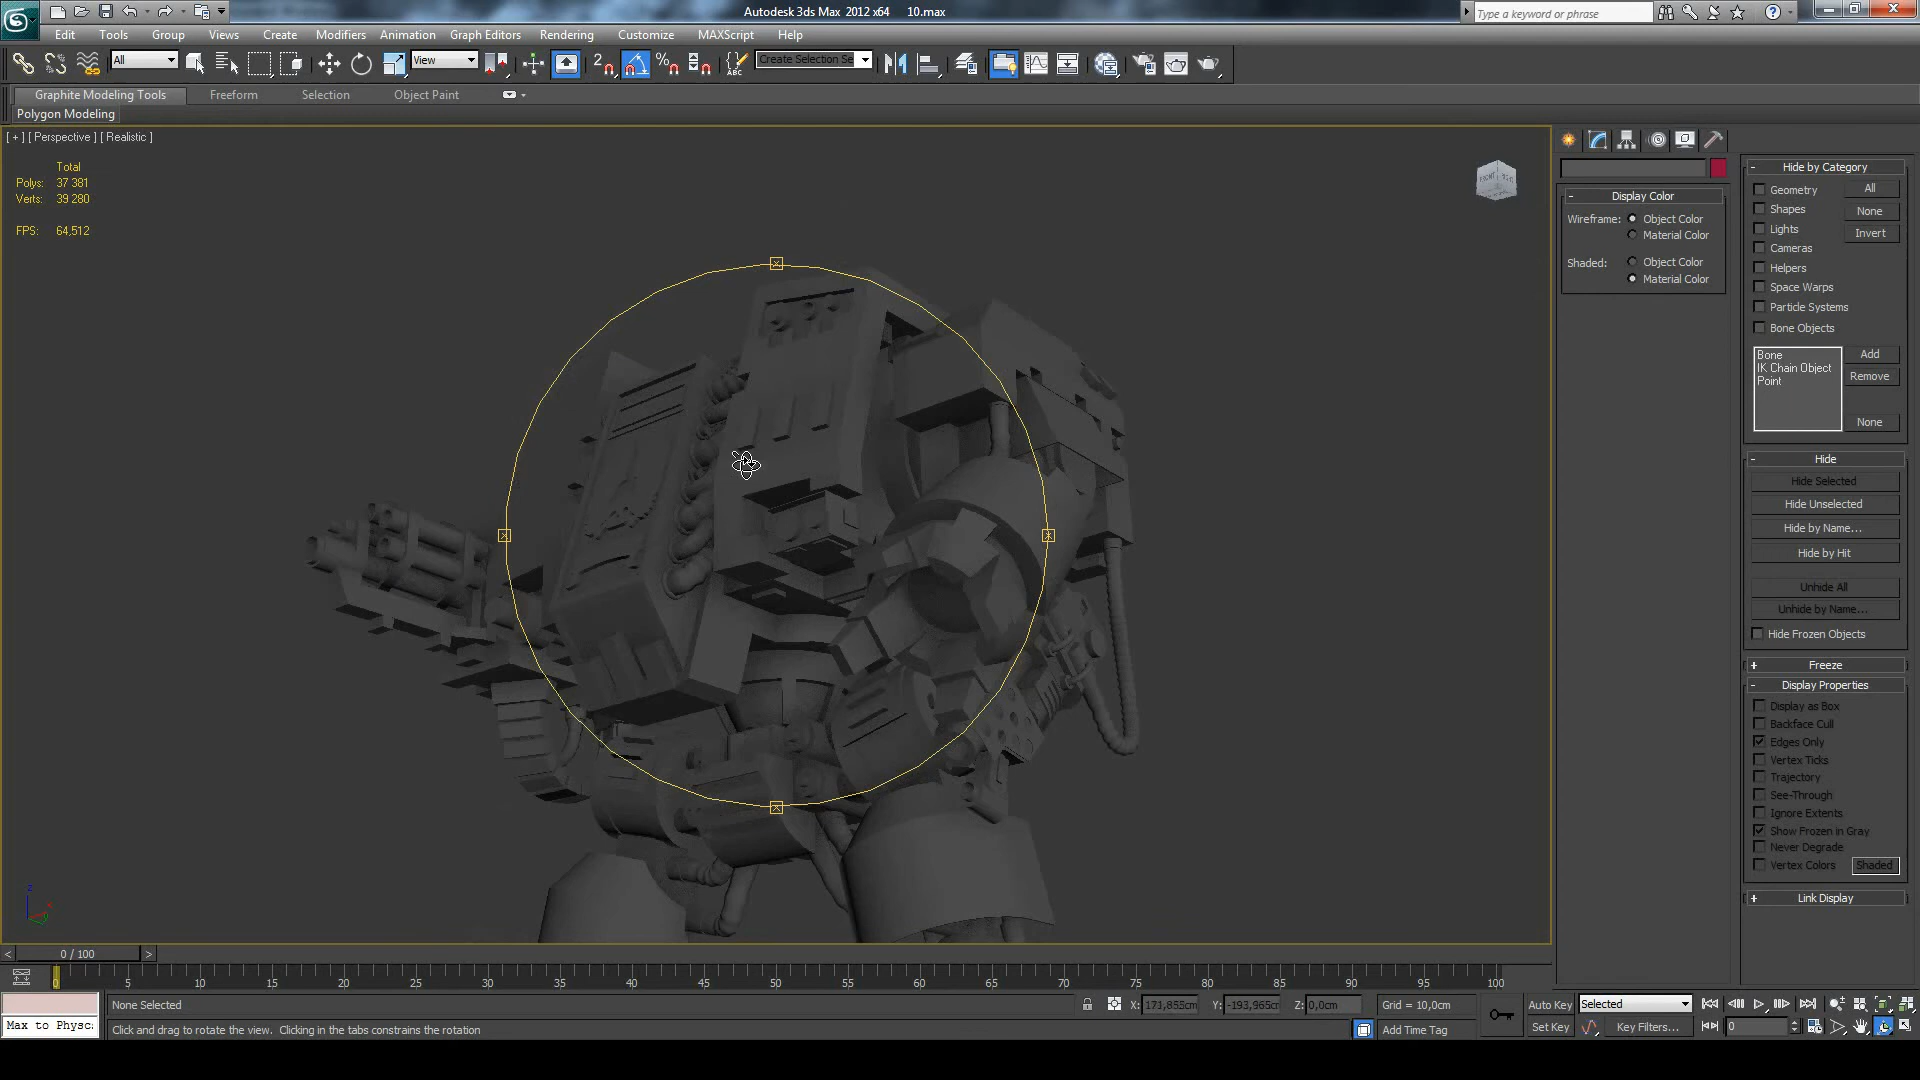 Autodesk 3ds Max 2012 x64 10.max
Type a keyword or phrase
Edit Tools Group Views Create Modifiers Animation Graph Editors Rendering Customize MAXScript Help
All View 2 ABC Create Selection Se
Graphite Modeling Tools Freeform Selection Object Paint
Polygon Modeling
[ + ] [ Perspective ] [ Realistic ]
Total
Polys: 37 381
Verts: 39 280
FPS: 64,512
FRONT
Display Color
Wireframe: Object Color
Material Color
Shaded: Object Color
Material Color
Hide by Category
Geometry All
Shapes None
Lights Invert
Cameras
Helpers
Space Warps
Particle Systems
Bone Objects
Bone Add
IK Chain Object
Point Remove
None
Hide
Hide Selected
Hide Unselected
Hide by Name...
Hide by Hit
Unhide All
Unhide by Name...
Hide Frozen Objects
Freeze
Display Properties
Display as Box
Backface Cull
Edges Only
Vertex Ticks
Trajectory
See-Through
Ignore Extents
Show Frozen in Gray
Never Degrade
Vertex Colors Shaded
Link Display
z
x
< 0 / 100 >
0 5 10 15 20 25 30 35 40 45 50 55 60 65 70 75 80 85 90 95 100
None Selected X: 171,855cm Y: -193,965cm Z: 0,0cm Grid = 10,0cm Auto Key Selected
Max to Physc: Click and drag to rotate the view. Clicking in the tabs constrains the rotation Add Time Tag Set Key Key Filters... 0